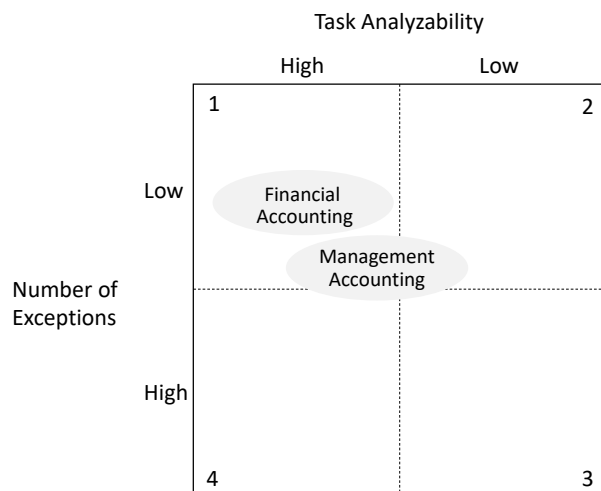 Task Analyzability
High Low
1 2
Low
Financial
Accounting
Management
Accounting
Number of
Exceptions
High
4 3